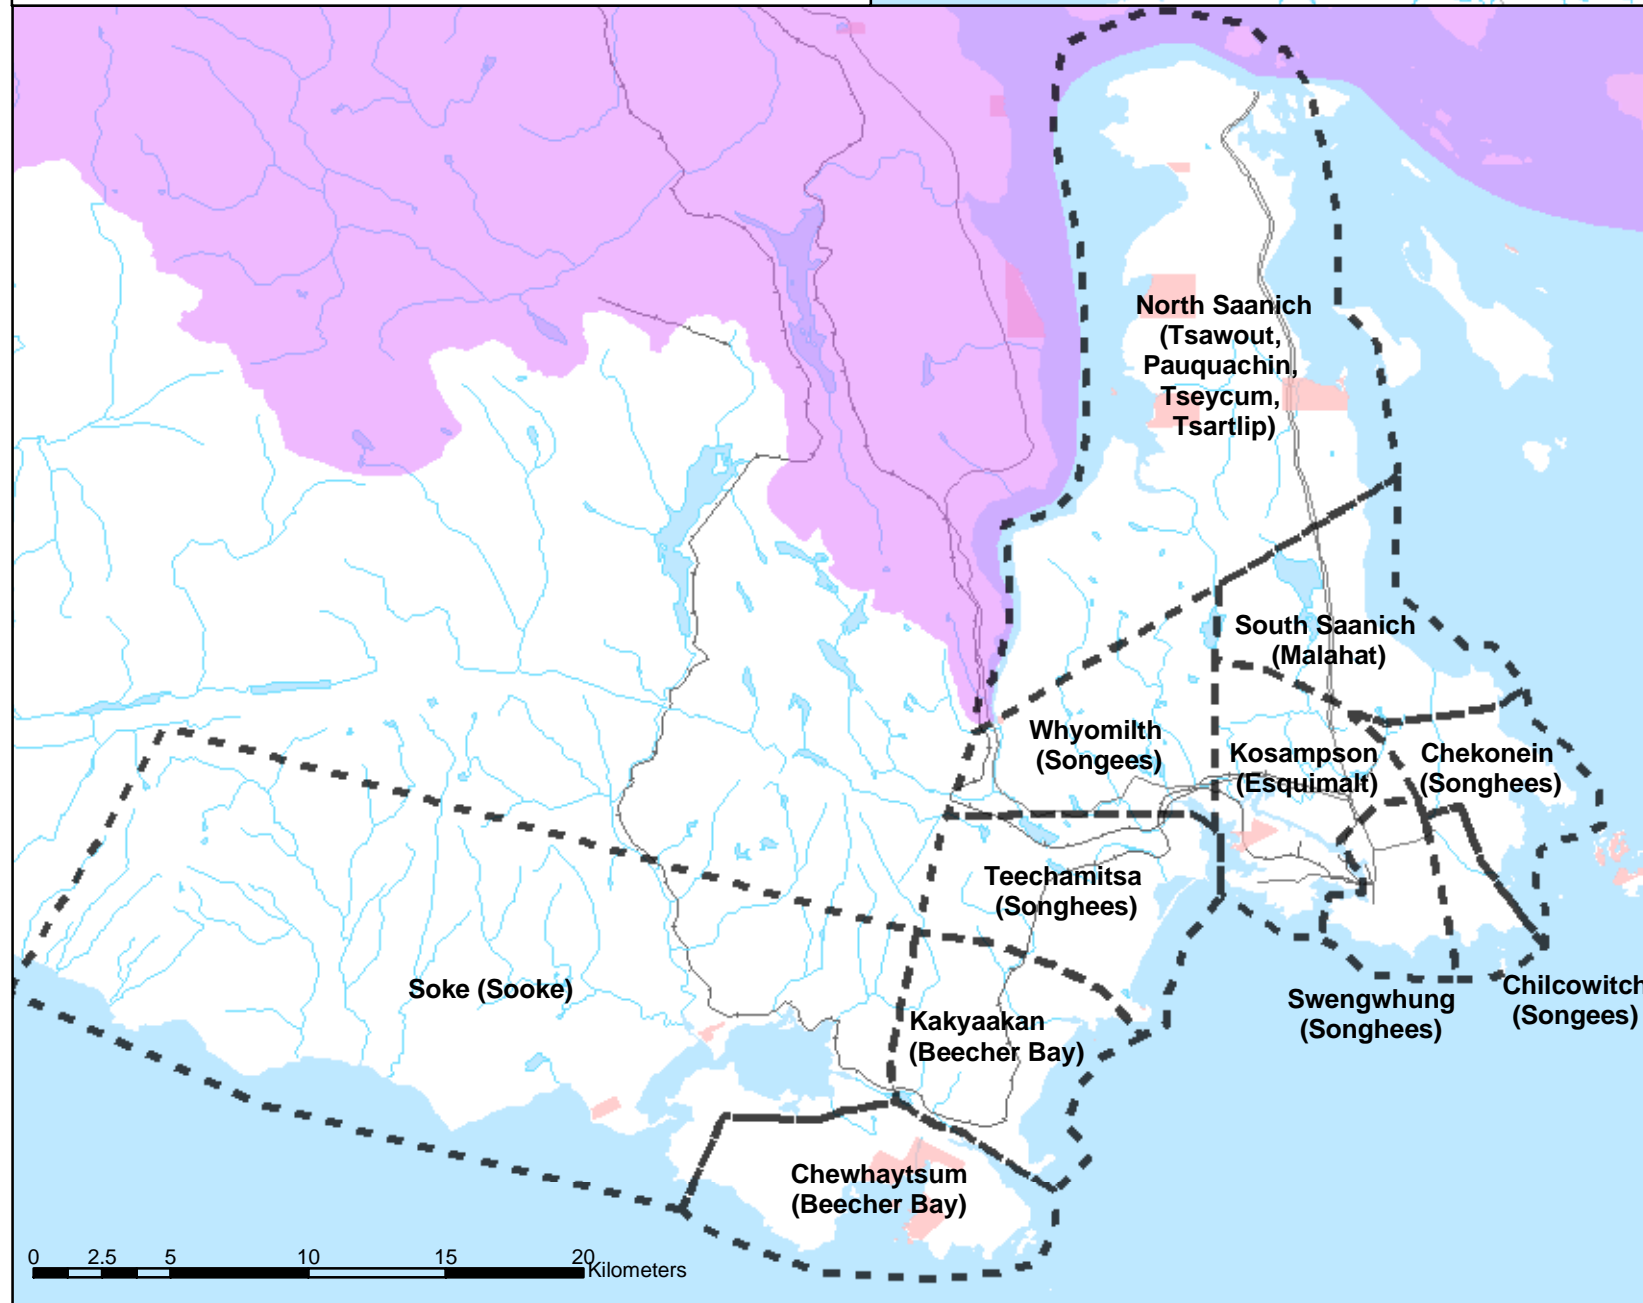 North Saanich
(Tsawout,
Pauquachin,
Tseycum,
Tsartlip)
South Saanich
(Malahat)
Whyomilth
(Songees)
Kosampson
(Esquimalt)
Chekonein
(Songhees)
Teechamitsa
(Songhees)
Soke (Sooke)
Kakyaakan
(Beecher Bay)
Swengwhung
(Songhees)
Chilcowitch
(Songees)
Chewhaytsum
(Beecher Bay)
0 2.5 5 10 15 20
Kilometers